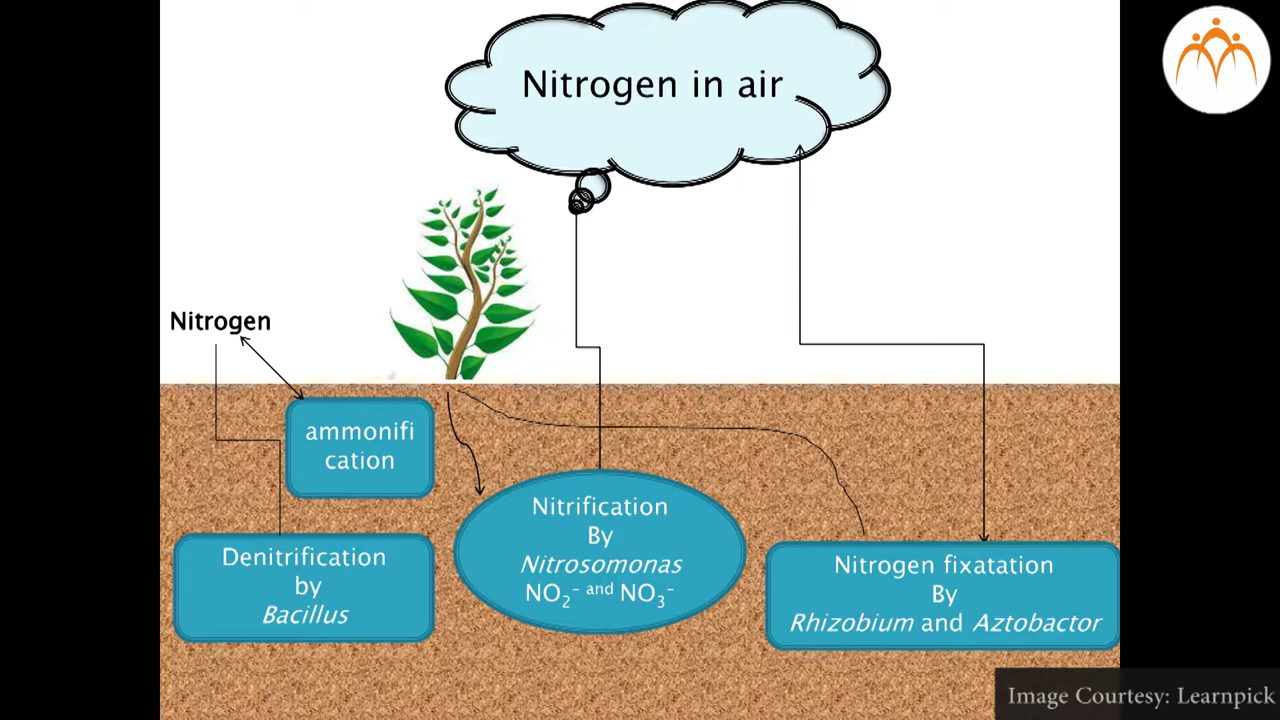 Nitrogen in air
Nitrogen
ammonifi
cation
Denitrification
by
Bacillus
Nitrification
By
Nitrosomonas
NO₂⁻ and NO₃⁻
Nitrogen fixatation
By
Rhizobium and Aztobactor
Image Courtesy: Learnpick